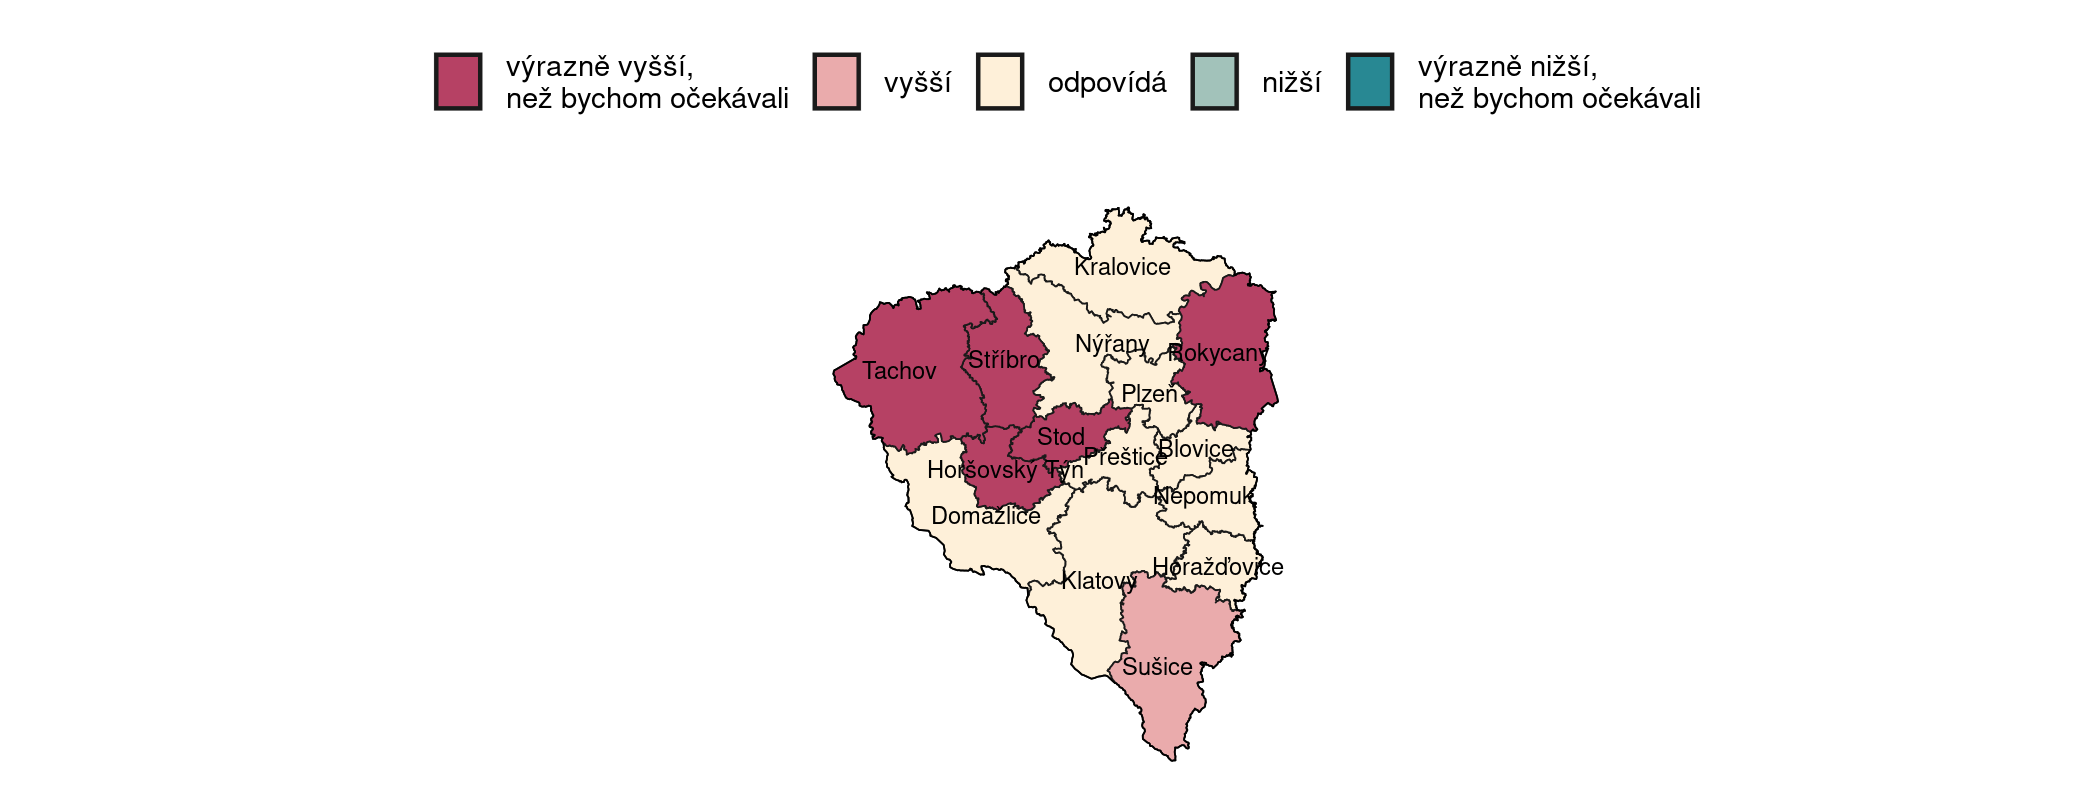 výrazně vyšší,
než bychom očekávali
vyšší
odpovídá
nižší
výrazně nižší,
než bychom očekávali
Kralovice
Nýřany
Rokycany
Stříbro
Tachov
Plzeň
Stod
Blovice
Přeštice
Horšovský Týn
Nepomuk
Domažlice
Horažďovice
Klatovy
Sušice